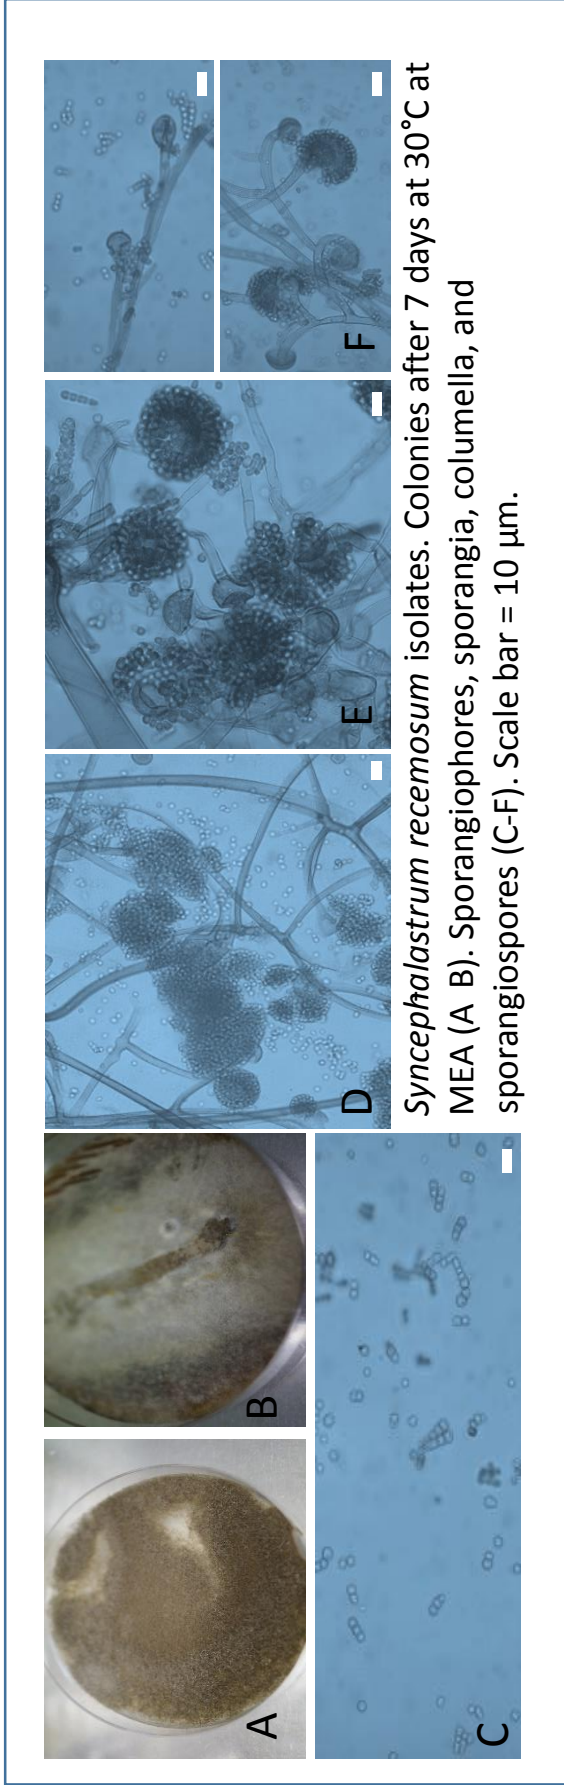 A
B
C
D
E
F
Syncephalastrum recemosum isolates. Colonies after 7 days at 30°C at
MEA (A B). Sporangiophores, sporangia, columella, and
sporangiospores (C-F). Scale bar = 10 µm.